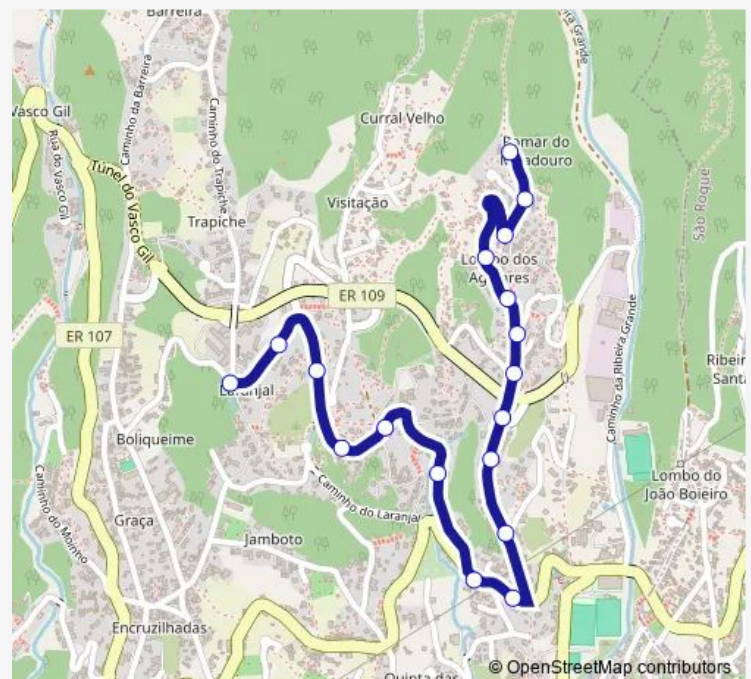 Barreira
Curral Velho
Vasco Gil
Rua do Vasco Gil
Caminho da Barreira
Caminho do Trapiche
Túnel do Vasco Gil
Trapiche
Visitação
Lombo dos
ER 109
ER 107
Laranjal
Boliqueime
Caminho do Laranjal
Graça
Jamboto
Caminho do Moinho
Encruzilhadas
São Roque
Caminho da Ribeira Grande
Lombo do
João Boieiro
Quinta das
© OpenStreetMap contributors